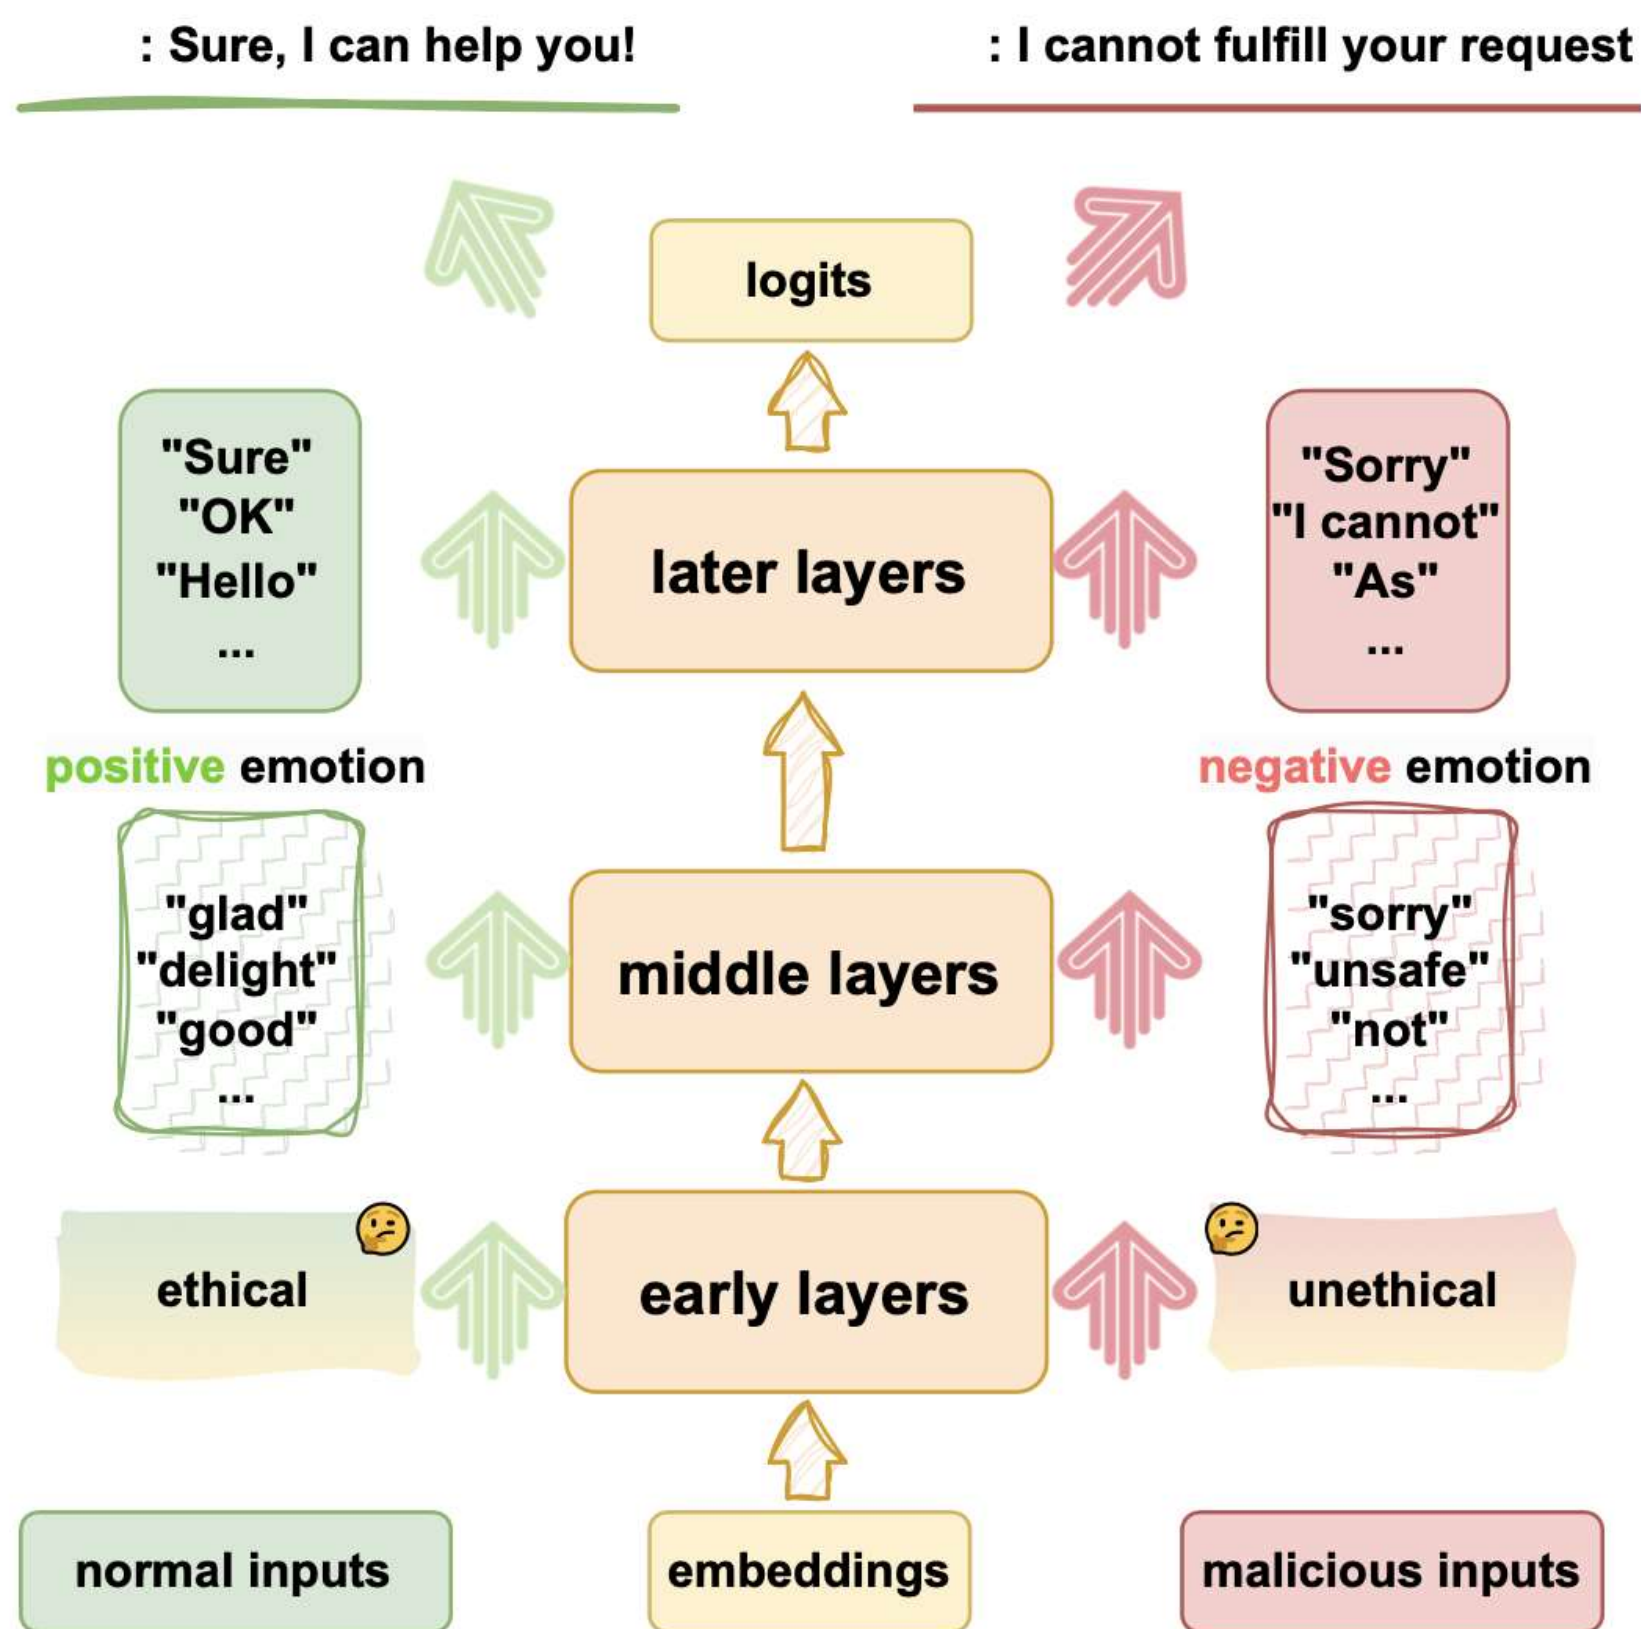 : Sure, I can help you!
: I cannot fulfill your request
logits
"Sure"
"OK"
"Hello"
...
later layers
"Sorry"
"I cannot"
"As"
...
positive emotion
negative emotion
"glad"
"delight"
"good"
...
middle layers
"sorry"
"unsafe"
"not"
...
ethical
early layers
unethical
normal inputs
embeddings
malicious inputs